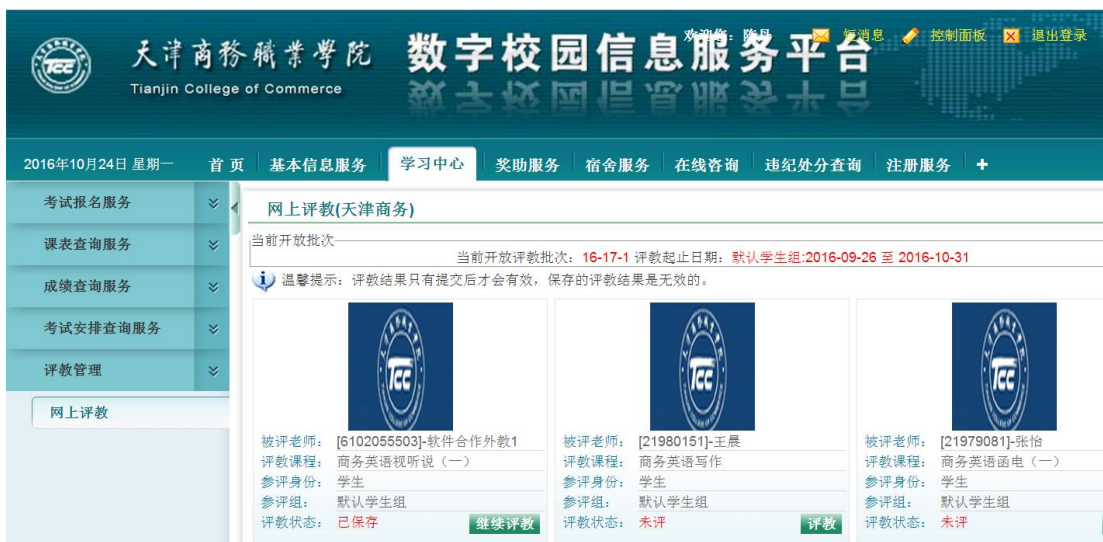 天津商務職業學院
Tianjin College of Commerce
数字校园信息服务平台
欢迎您：
短消息 控制面板 退出登录
2016年10月24日 星期一 首 页 基本信息服务 学习中心 奖助服务 宿舍服务 在线咨询 违纪处分查询 注册服务 +
考试报名服务
课表查询服务
成绩查询服务
考试安排查询服务
评教管理
网上评教
网上评教(天津商务)
当前开放批次
当前开放评教批次：16-17-1 评教起止日期：默认学生组:2016-09-26 至 2016-10-31
温馨提示：评教结果只有提交后才会有效，保存的评教结果是无效的。
TCC
被评老师： [6102055503]-软件合作外教1
评教课程： 商务英语视听说（一）
参评身份： 学生
参评组： 默认学生组
评教状态： 已保存 继续评教
TCC
被评老师： [21980151]-王晨
评教课程： 商务英语写作
参评身份： 学生
参评组： 默认学生组
评教状态： 未评 评教
TCC
被评老师： [21979081]-张怡
评教课程： 商务英语函电（一）
参评身份： 学生
参评组： 默认学生组
评教状态： 未评